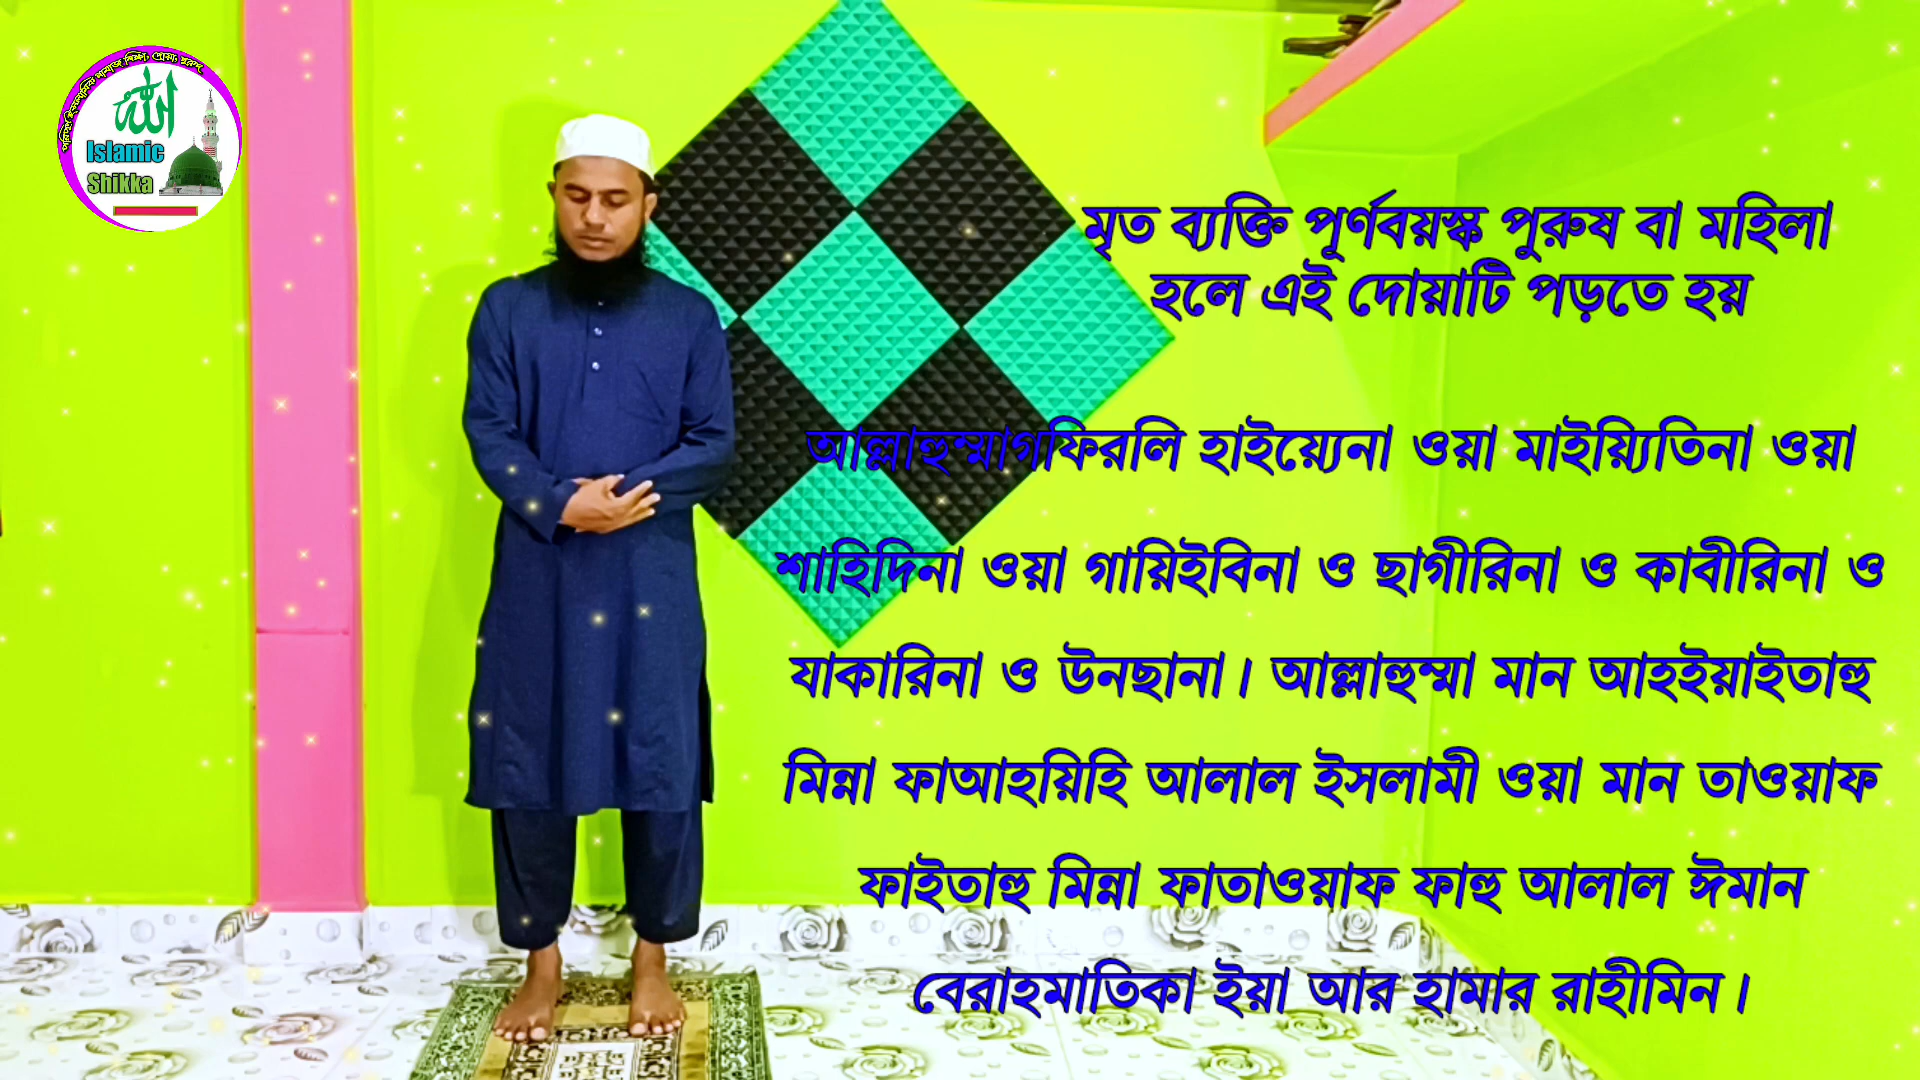 الله
Islamic
Shikka
মৃত ব্যক্তি পূর্ণবয়স্ক পুরুষ বা মহিলা
হলে এই দোয়াটি পড়তে হয়
আল্লাহুম্মাগফিরলি হাইয়্যেনা ওয়া মাইয়্যিতিনা ওয়া
শাহিদিনা ওয়া গায়িইবিনা ও ছাগীরিনা ও কাবীরিনা ও
যাকারিনা ও উনছানা। আল্লাহুম্মা মান আহইয়াইতাহু
মিন্না ফাআহয়িহি আলাল ইসলামী ওয়া মান তাওয়াফ
ফাইতাহু মিন্না ফাতাওয়াফ ফাহু আলাল ঈমান
বেরাহমাতিকা ইয়া আর হামার রাহীমিন।